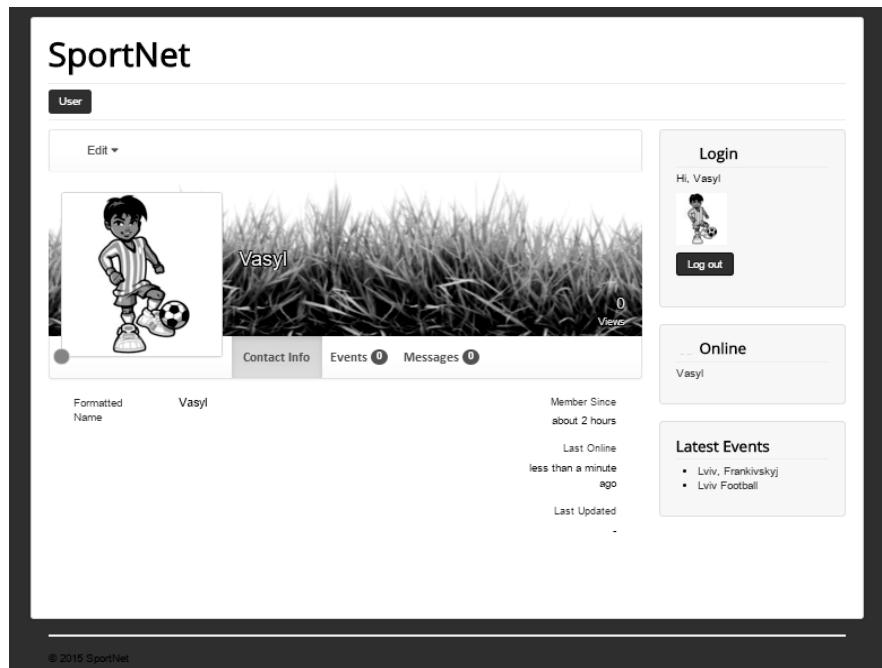 SportNet
User
Edit
Vasyl
0
Views
Contact Info Events 0 Messages 0
Formatted Name
Vasyl
Member Since
about 2 hours
Last Online
less than a minute
ago
Last Updated
-
Login
Hi, Vasyl
Log out
Online
Vasyl
Latest Events
Lviv, Frankivskyj
Lviv Football
© 2015 SportNet